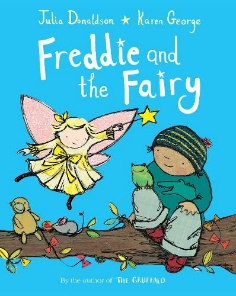 Julia Donaldson ★ Karen George
Freddie and
the Fairy
By the author of THE GRUFFALO